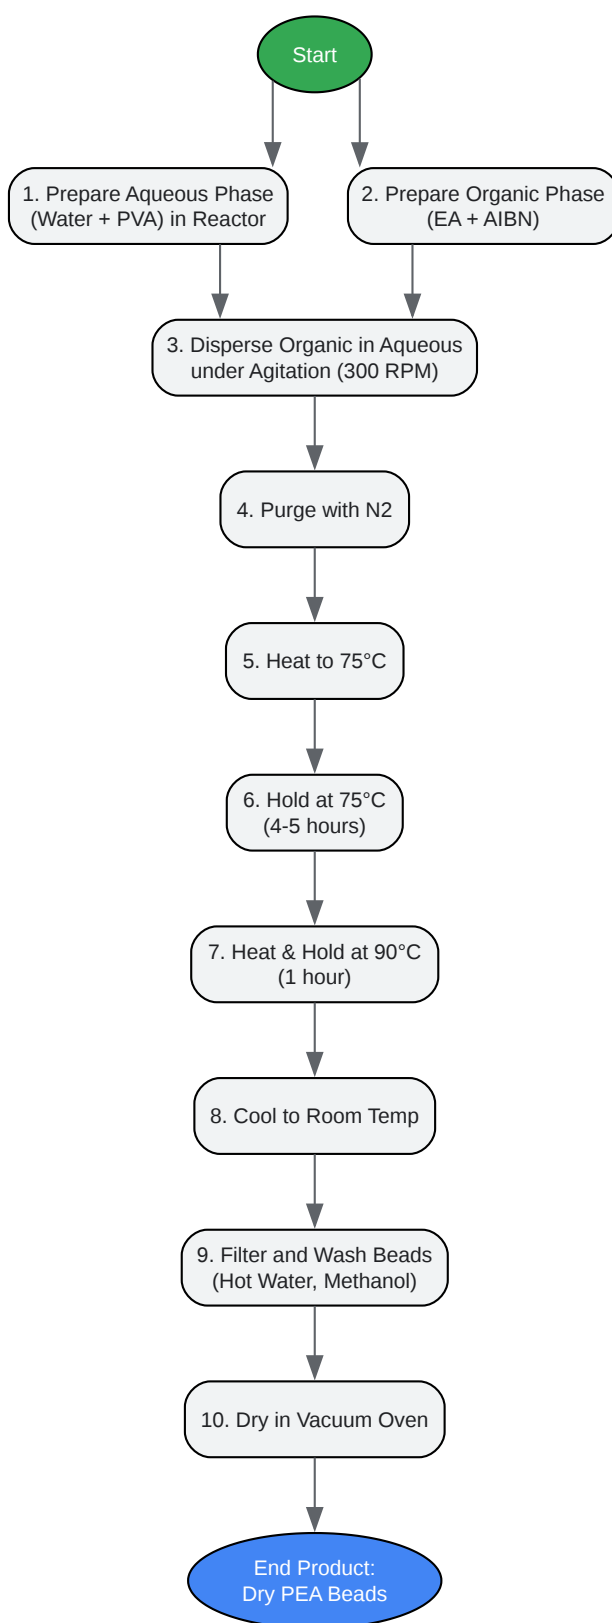 Start
1. Prepare Aqueous Phase
(Water + PVA) in Reactor
2. Prepare Organic Phase
(EA + AIBN)
3. Disperse Organic in Aqueous
under Agitation (300 RPM)
4. Purge with N2
5. Heat to 75°C
6. Hold at 75°C
(4-5 hours)
7. Heat & Hold at 90°C
(1 hour)
8. Cool to Room Temp
9. Filter and Wash Beads
(Hot Water, Methanol)
10. Dry in Vacuum Oven
End Product:
Dry PEA Beads